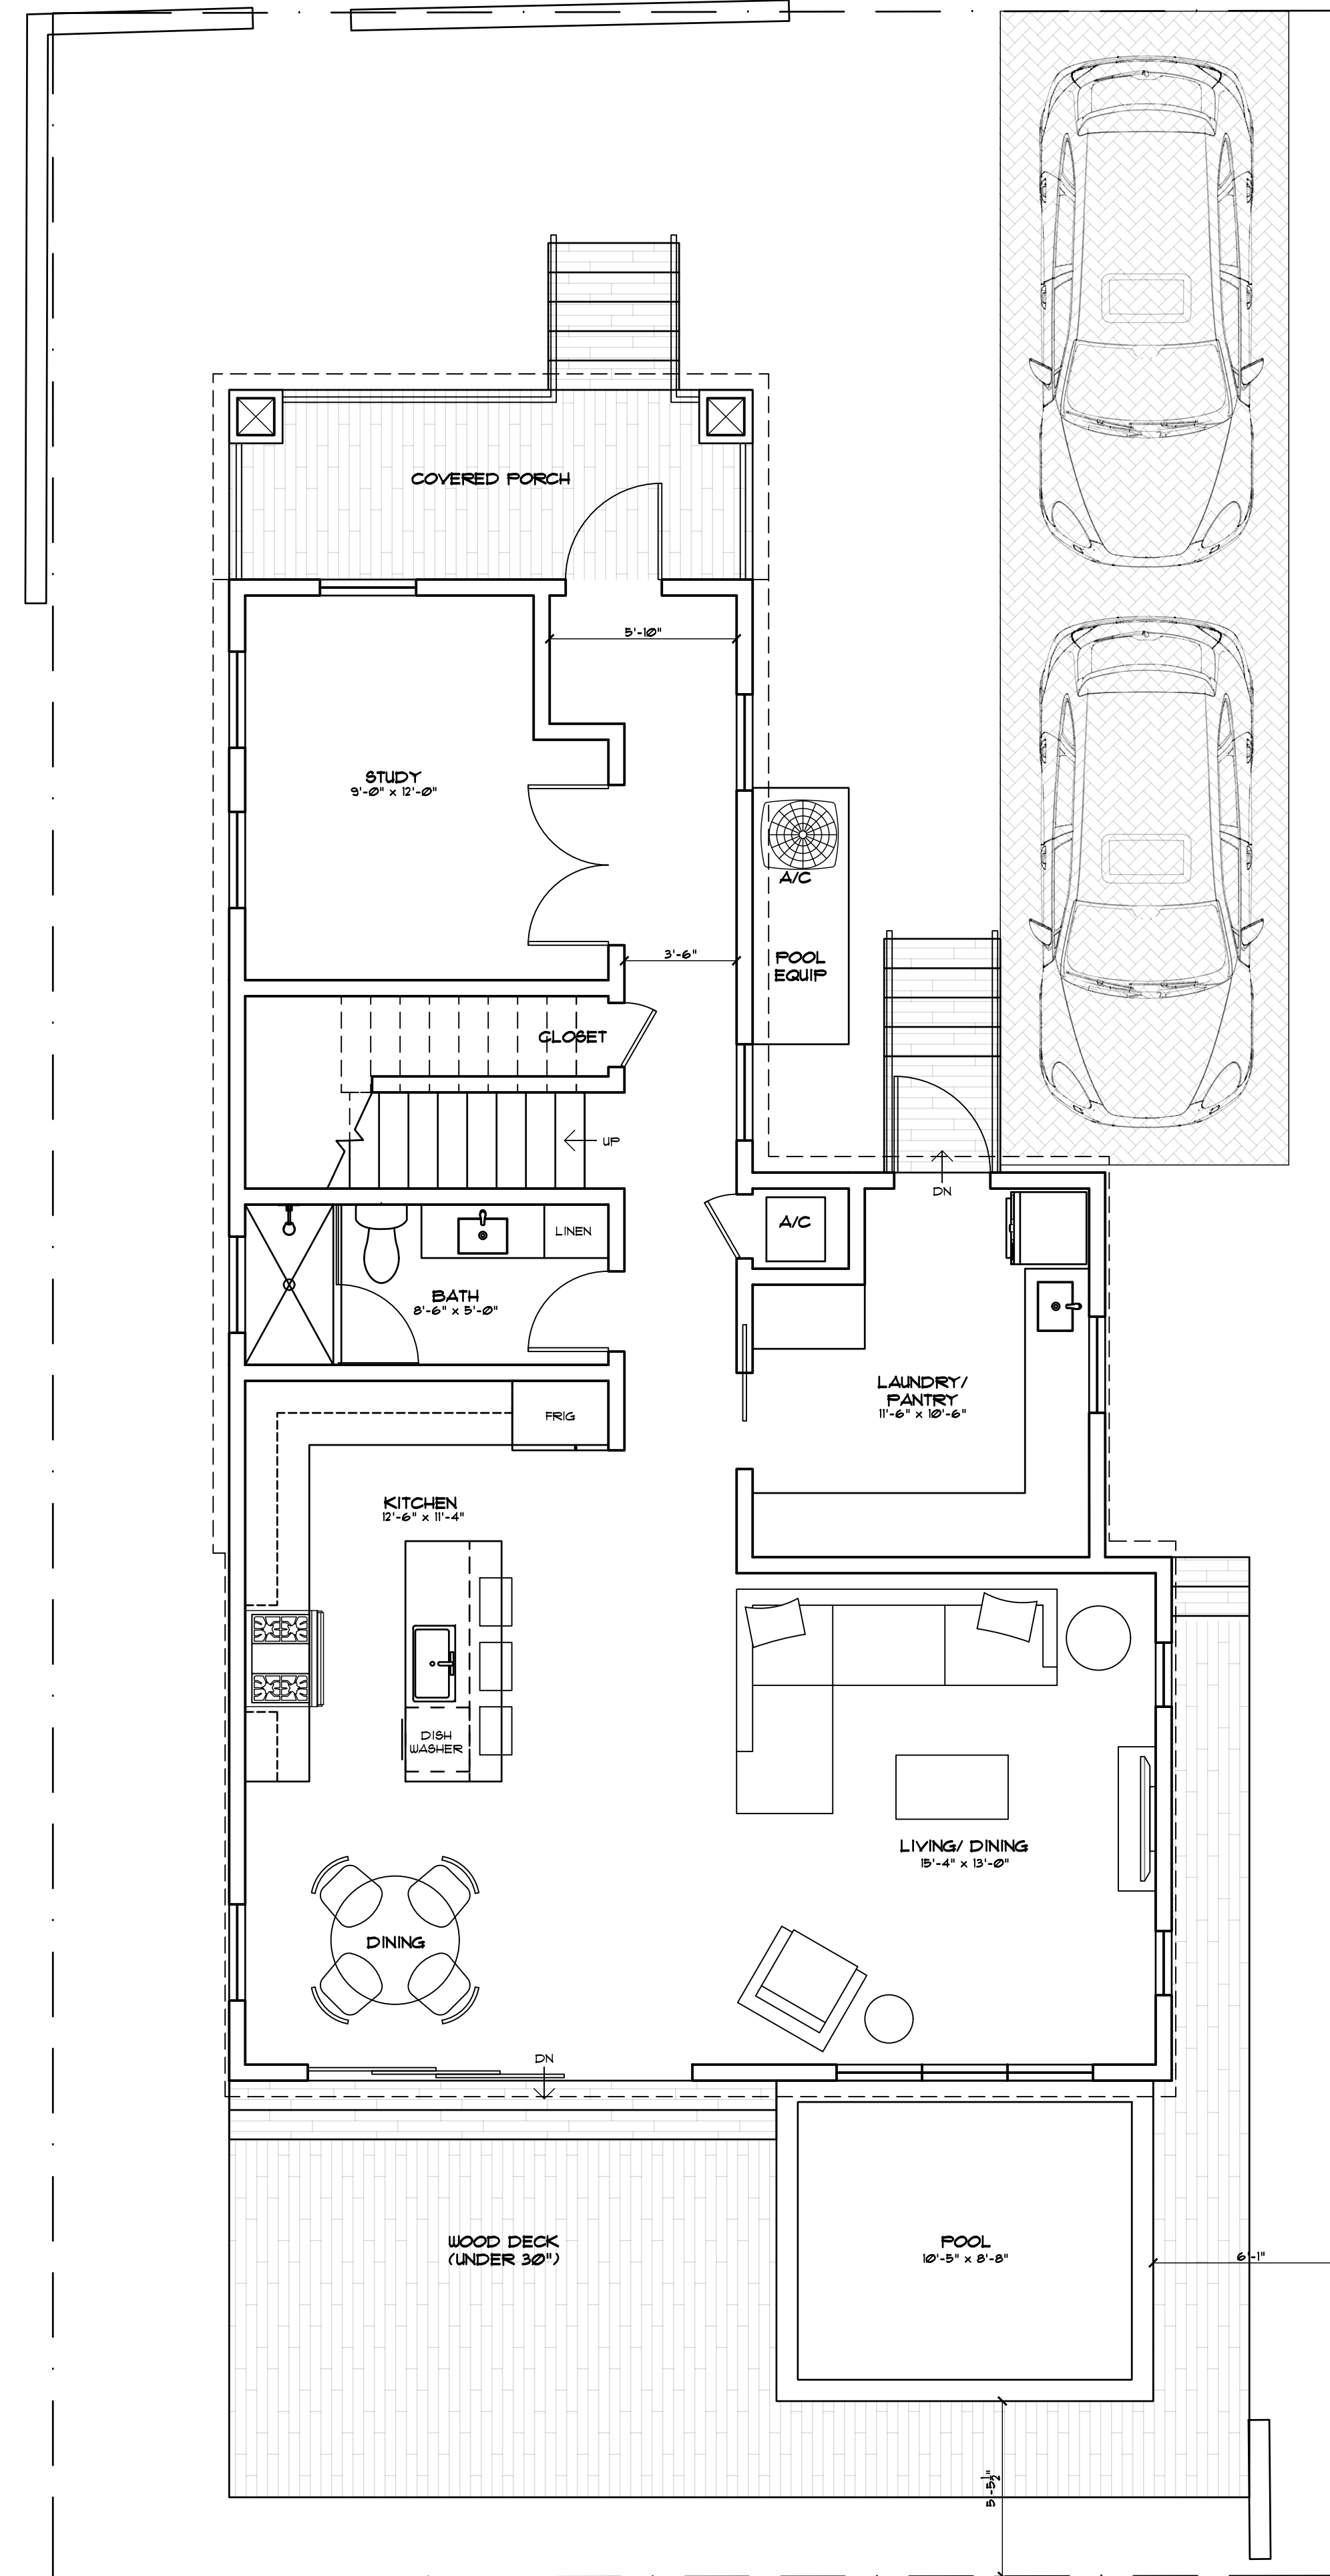 COVERED PORCH
5'-10"
STUDY
9'-0" x 12'-0"
A/C
3'-6"
POOL
EQUIP
CLOSET
UP
DN
A/C
LINEN
BATH
8'-6" x 5'-0"
LAUNDRY/
PANTRY
11'-6" x 10'-6"
FRIG
KITCHEN
12'-6" x 11'-4"
DISH
WASHER
LIVING/ DINING
15'-4" x 13'-0"
DINING
DN
WOOD DECK
(UNDER 30")
POOL
10'-5" x 8'-8"
6'-1"
5'-5½"